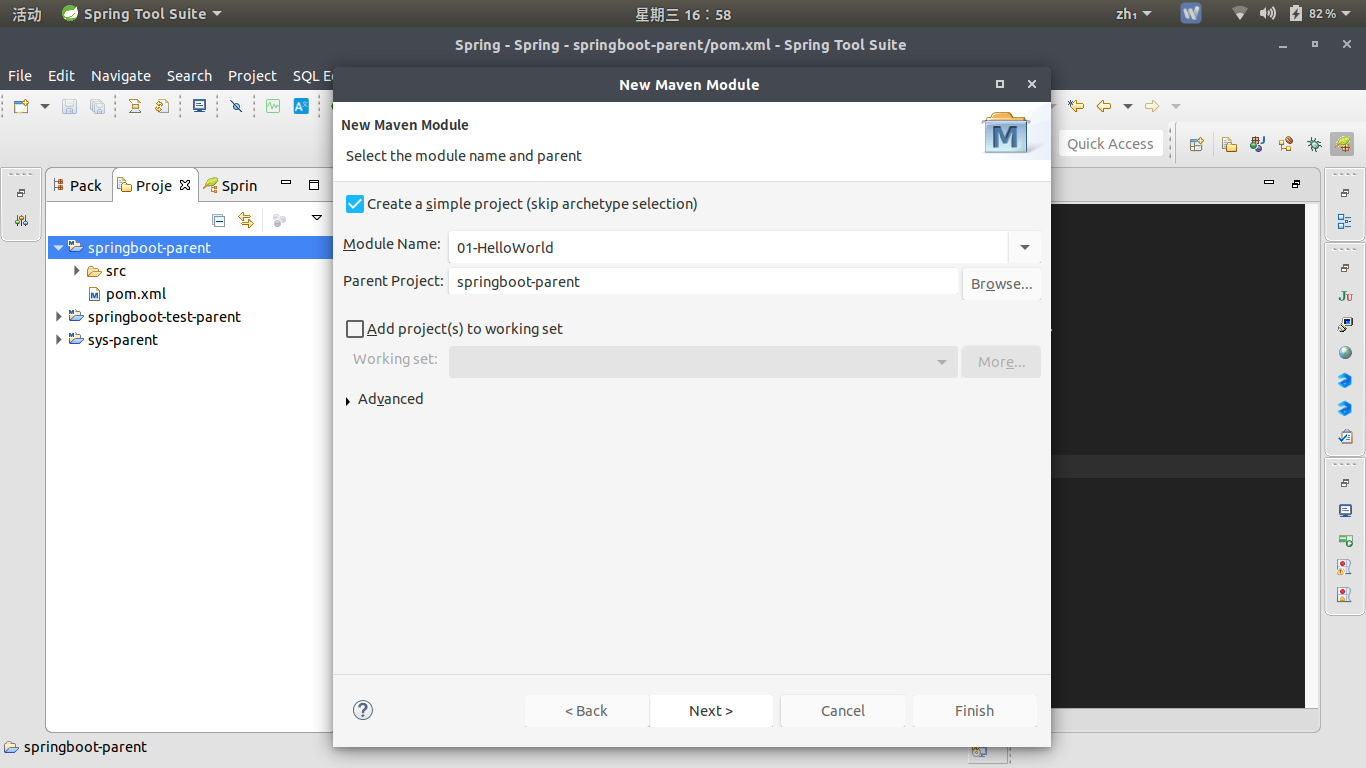 活动 Spring Tool Suite 星期三 16：58 zh₁ W 82%
Spring - Spring - springboot-parent/pom.xml - Spring Tool Suite
File Edit Navigate Search Project SQL E
New Maven Module
New Maven Module
Select the module name and parent
Quick Access
Pack Proje Sprin
Create a simple project (skip archetype selection)
Module Name: 01-HelloWorld
Parent Project: springboot-parent Browse...
Add project(s) to working set
Working set: More...
Advanced
springboot-parent
src
pom.xml
springboot-test-parent
sys-parent
< Back Next > Cancel Finish
springboot-parent